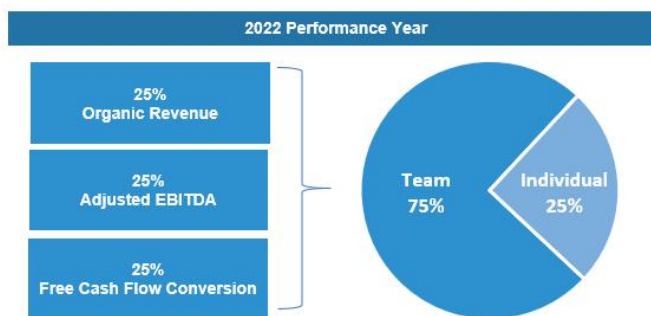 2022 Performance Year
25%
Organic Revenue
25%
Adjusted EBITDA
25%
Free Cash Flow Conversion
Team
75%
Individual
25%